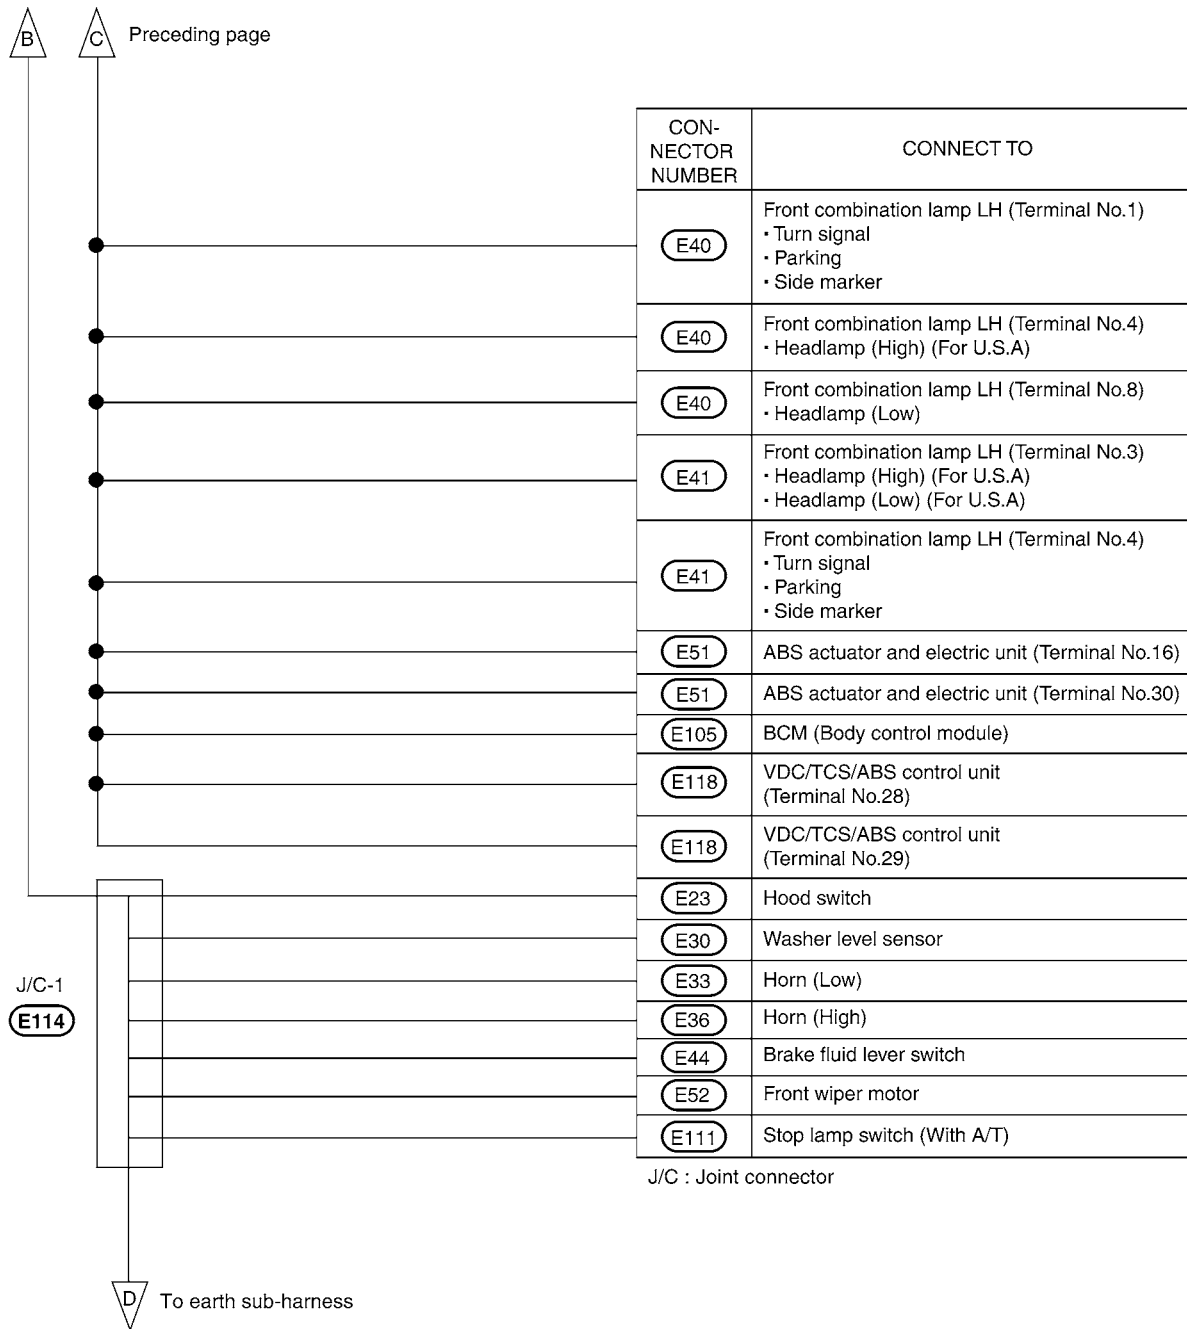 B
C
Preceding page
CON-
NECTOR
NUMBER
CONNECT TO
E40
Front combination lamp LH (Terminal No.1)
· Turn signal
· Parking
· Side marker
E40
Front combination lamp LH (Terminal No.4)
· Headlamp (High) (For U.S.A)
E40
Front combination lamp LH (Terminal No.8)
· Headlamp (Low)
E41
Front combination lamp LH (Terminal No.3)
· Headlamp (High) (For U.S.A)
· Headlamp (Low) (For U.S.A)
E41
Front combination lamp LH (Terminal No.4)
· Turn signal
· Parking
· Side marker
E51
ABS actuator and electric unit (Terminal No.16)
E51
ABS actuator and electric unit (Terminal No.30)
E105
BCM (Body control module)
E118
VDC/TCS/ABS control unit
(Terminal No.28)
E118
VDC/TCS/ABS control unit
(Terminal No.29)
E23
Hood switch
E30
Washer level sensor
J/C-1
E114
E33
Horn (Low)
E36
Horn (High)
E44
Brake fluid lever switch
E52
Front wiper motor
E111
Stop lamp switch (With A/T)
J/C : Joint connector
D
To earth sub-harness